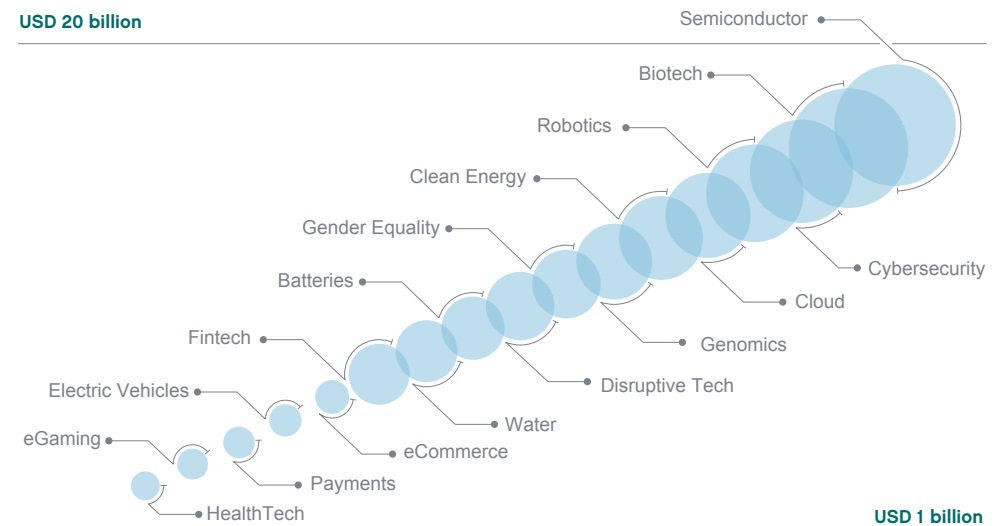 USD 20 billion
Semiconductor
Biotech
Robotics
Clean Energy
Gender Equality
Cybersecurity
Batteries
Cloud
Fintech
Genomics
Electric Vehicles
Disruptive Tech
Water
eGaming
eCommerce
Payments
HealthTech
USD 1 billion